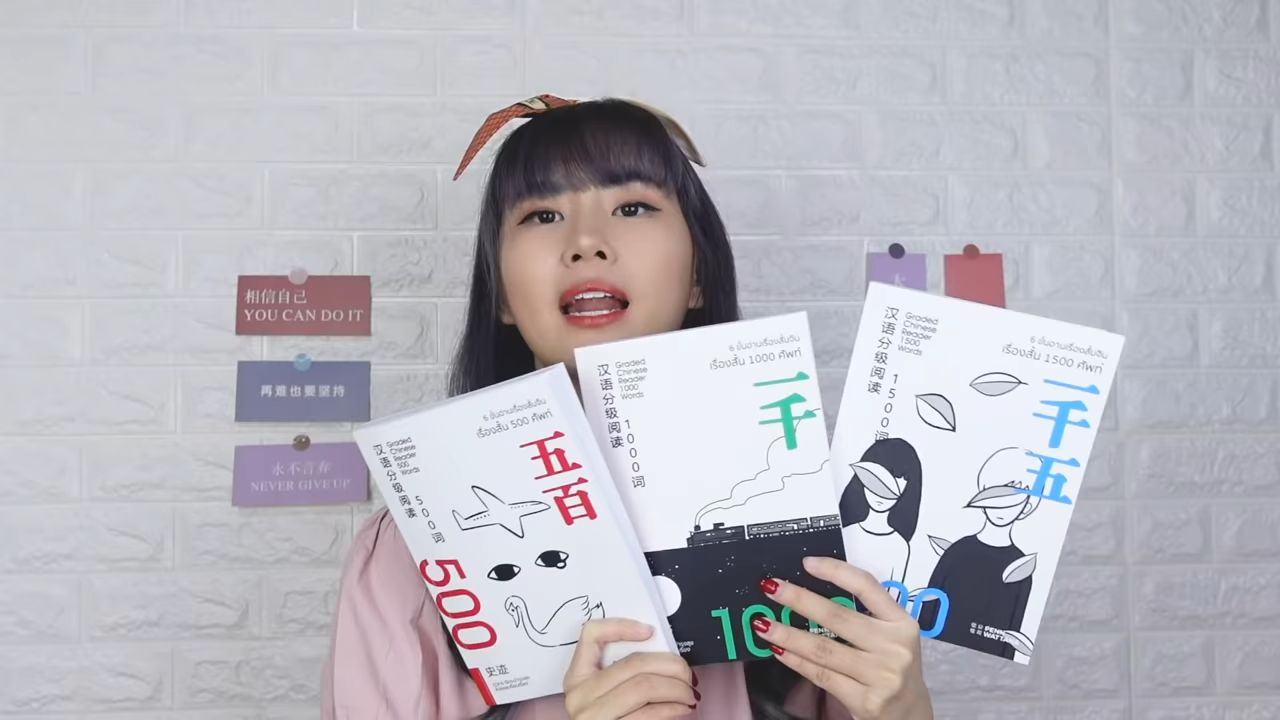 相信自己
YOU CAN DO IT
再难也要坚持
永不言弃
NEVER GIVE UP
汉语分级阅读 500词
Graded
Chinese
Reader
500
Words
6 ขั้นอ่านเรื่องสั้นจีน
เรื่องสั้น 500 ศัพท์
五百
500
史迹
汉语分级阅读 1000词
Graded
Chinese
Reader
1000
Words
6 ขั้นอ่านเรื่องสั้นจีน
เรื่องสั้น 1000 ศัพท์
一千
汉语分级阅读 1500词
Graded
Chinese
Reader
1500
Words
6 ขั้นอ่านเรื่องสั้นจีน
เรื่องสั้น 1500 ศัพท์
一千五